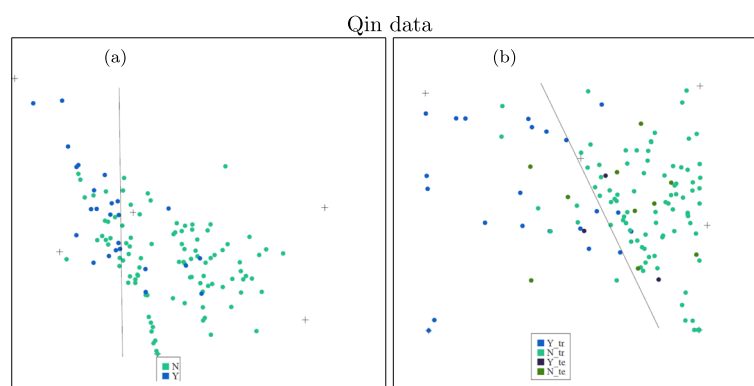 Qin data
(a)
(b)
N
Y
Y_tr
N_tr
Y_te
N_te